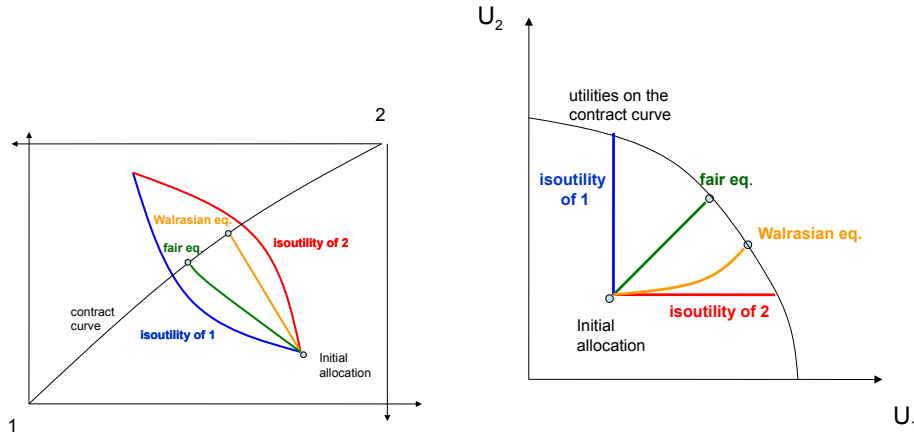 2
Walrasian eq.
fair eq.
isoutility of 2
contract
curve
isoutility of 1
Initial
allocation
1
U2
utilities on the
contract curve
isoutility
of 1
fair eq.
Walrasian eq.
Initial
allocation
isoutility of 2